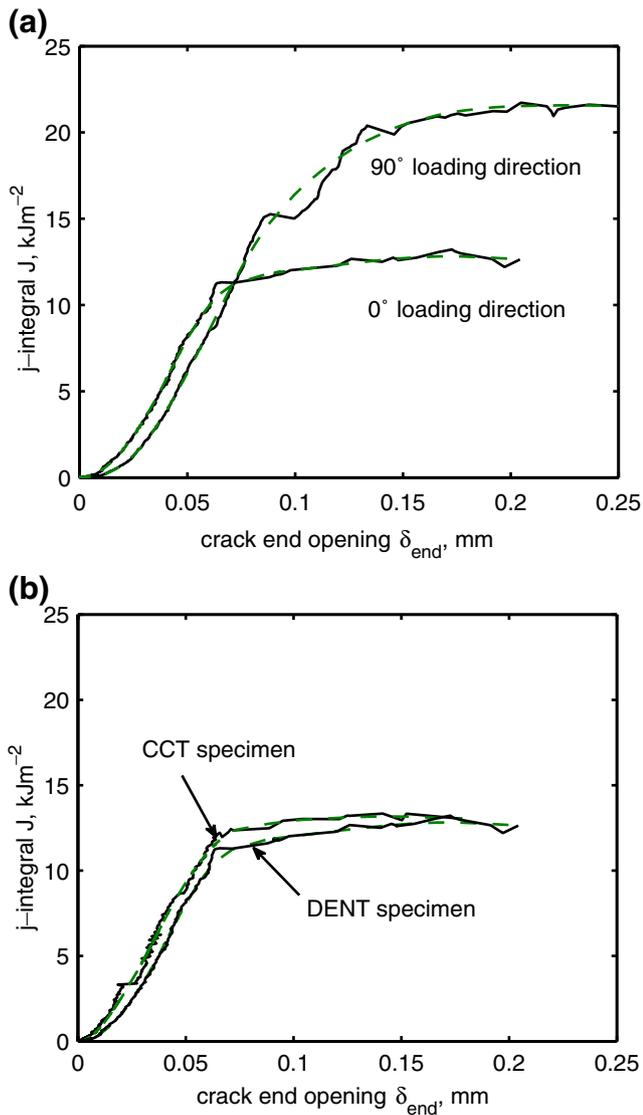 (a)
25
20
15
10
5
0
j−integral J, kJm−2
90° loading direction
0° loading direction
0 0.05 0.1 0.15 0.2 0.25
crack end opening δend, mm
(b)
25
20
15
10
5
0
j−integral J, kJm−2
CCT specimen
DENT specimen
0 0.05 0.1 0.15 0.2 0.25
crack end opening δend, mm